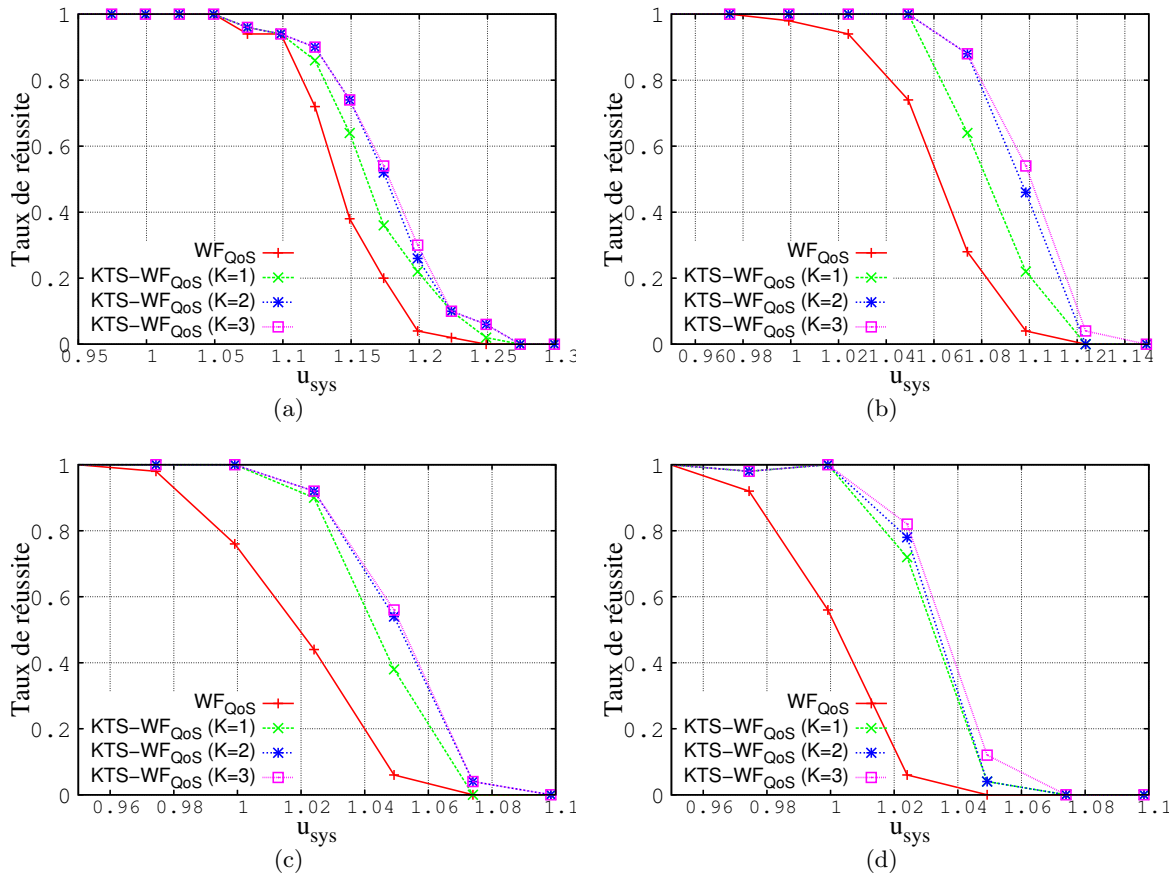 1
0.8
0.6
0.4
0.2
0
Taux de réussite
WF_QoS
KTS−WF_QoS (K=1)
KTS−WF_QoS (K=2)
KTS−WF_QoS (K=3)
0.95 1 1.05 1.1 1.15 1.2 1.25 1.3
u_sys
(a)
1
0.8
0.6
0.4
0.2
0
Taux de réussite
WF_QoS
KTS−WF_QoS (K=1)
KTS−WF_QoS (K=2)
KTS−WF_QoS (K=3)
0.96 0.98 1 1.02 1.04 1.06 1.08 1.1 1.12 1.14
u_sys
(b)
1
0.8
0.6
0.4
0.2
0
Taux de réussite
WF_QoS
KTS−WF_QoS (K=1)
KTS−WF_QoS (K=2)
KTS−WF_QoS (K=3)
0.96 0.98 1 1.02 1.04 1.06 1.08 1.1
u_sys
(c)
1
0.8
0.6
0.4
0.2
0
Taux de réussite
WF_QoS
KTS−WF_QoS (K=1)
KTS−WF_QoS (K=2)
KTS−WF_QoS (K=3)
0.96 0.98 1 1.02 1.04 1.06 1.08 1.1
u_sys
(d)